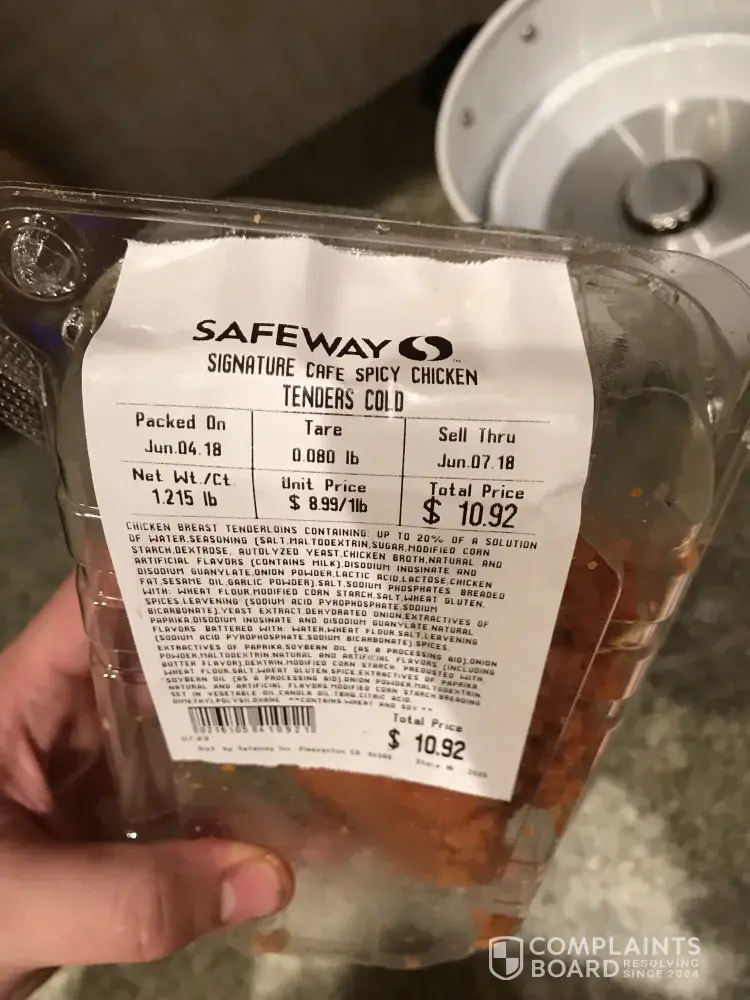 SAFEWAY
SIGNATURE CAFE SPICY CHICKEN
TENDERS COLD
Packed On
Jun.04.18
Tare
0.080 lb
Sell Thru
Jun.07.18
Net Wt./Ct.
1.215 lb
Unit Price
$ 8.99/1lb
Total Price
$ 10.92
CHICKEN BREAST TENDERLOINS CONTAINING: UP TO 20% OF A SOLUTION
OF WATER,SEASONING (SALT,MALTODEXTRIN,SUGAR,MODIFIED CORN
STARCH,DEXTROSE, AUTOLYZED YEAST,CHICKEN BROTH,NATURAL AND
ARTIFICIAL FLAVORS (CONTAINS MILK),DISODIUM INOSINATE AND
DISODIUM GUANYLATE,ONION POWDER,LACTIC ACID,LACTOSE,CHICKEN
FAT,SESAME OIL,GARLIC POWDER),SALT,SODIUM PHOSPHATES BREADED
WITH: WHEAT FLOUR,MODIFIED CORN STARCH,SALT,WHEAT GLUTEN,
SPICES,LEAVENING (SODIUM ACID PYROPHOSPHATE,SODIUM
BICARBONATE),YEAST EXTRACT,DEHYDRATED ONION,EXTRACTIVES OF
PAPRIKA,DISODIUM INOSINATE AND DISODIUM GUANYLATE,NATURAL
FLAVORS BATTERED WITH: WATER,WHEAT FLOUR,SALT,LEAVENING
(SODIUM ACID PYROPHOSPHATE,SODIUM BICARBONATE),SPICES,
EXTRACTIVES OF PAPRIKA,SOYBEAN OIL (AS A PROCESSING AID),ONION
POWDER,MALTODEXTRIN,NATURAL AND ARTIFICIAL FLAVORS (INCLUDING
BUTTER FLAVOR),DEXTRIN,MODIFIED CORN STARCH PREDUSTED WITH:
WHEAT FLOUR,SALT,WHEAT GLUTEN,SPICE,EXTRACTIVES OF PAPRIKA,
SOYBEAN OIL (AS A PROCESSING AID),ONION POWDER,MALTODEXTRIN,
NATURAL AND ARTIFICIAL FLAVORS,MODIFIED CORN STARCH BREADING
SET IN VEGETABLE OIL,CANOLA OIL,TBHQ,CITRIC ACID,
DIMETHYLPOLYSILOXANE **CONTAINS:WHEAT AND SOY**
Total Price
$ 10.92
COMPLAINTS
BOARD RESOLVING
SINCE 2004